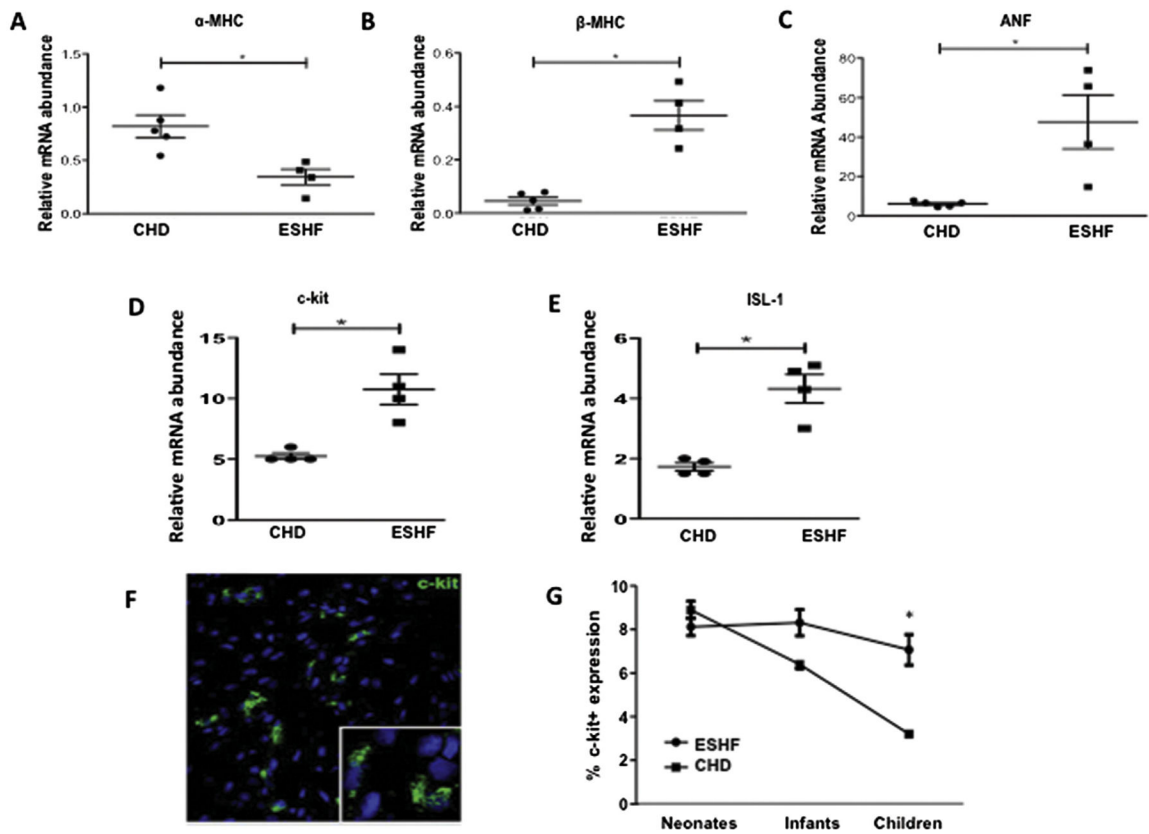 A
α-MHC
Relative mRNA abundance
1.5
1.0
0.5
0.0
*
CHD
ESHF
B
β-MHC
Relative mRNA abundance
0.6
0.4
0.2
0.0
*
CHD
ESHF
C
ANF
Relative mRNA Abundance
80
60
40
20
0
*
CHD
ESHF
D
c-kit
Relative mRNA abundance
15
10
5
0
*
CHD
ESHF
E
ISL-1
Relative mRNA abundance
6
4
2
0
*
CHD
ESHF
F
c-kit
G
% c-kit+ expression
10
8
6
4
2
0
*
ESHF
CHD
Neonates
Infants
Children